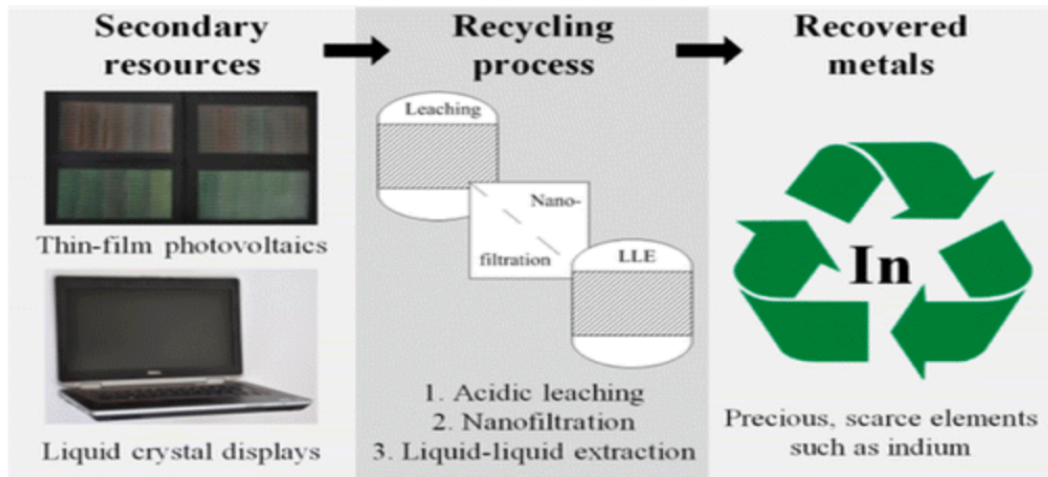 Secondary
resources
Thin-film photovoltaics
Liquid crystal displays
Recycling
process
Leaching
Nano-
filtration
LLE
1. Acidic leaching
2. Nanofiltration
3. Liquid-liquid extraction
Recovered
metals
In
Precious, scarce elements
such as indium